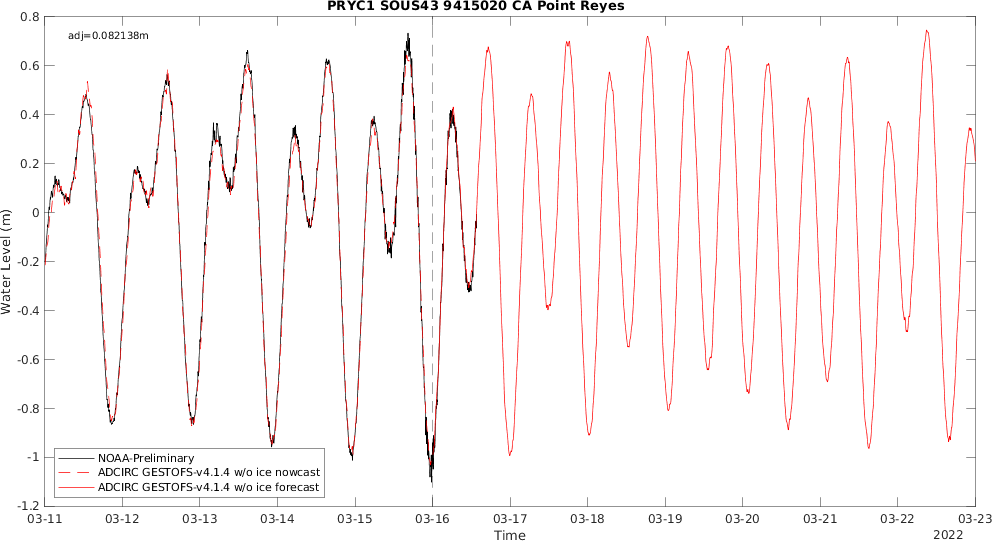 PRYC1 SOUS43 9415020 CA Point Reyes
adj=0.082138m
Water Level (m)
0.8
0.6
0.4
0.2
0
-0.2
-0.4
-0.6
-0.8
-1
-1.2
NOAA-Preliminary
ADCIRC GESTOFS-v4.1.4 w/o ice nowcast
ADCIRC GESTOFS-v4.1.4 w/o ice forecast
03-11 03-12 03-13 03-14 03-15 03-16 03-17 03-18 03-19 03-20 03-21 03-22 03-23
Time
2022